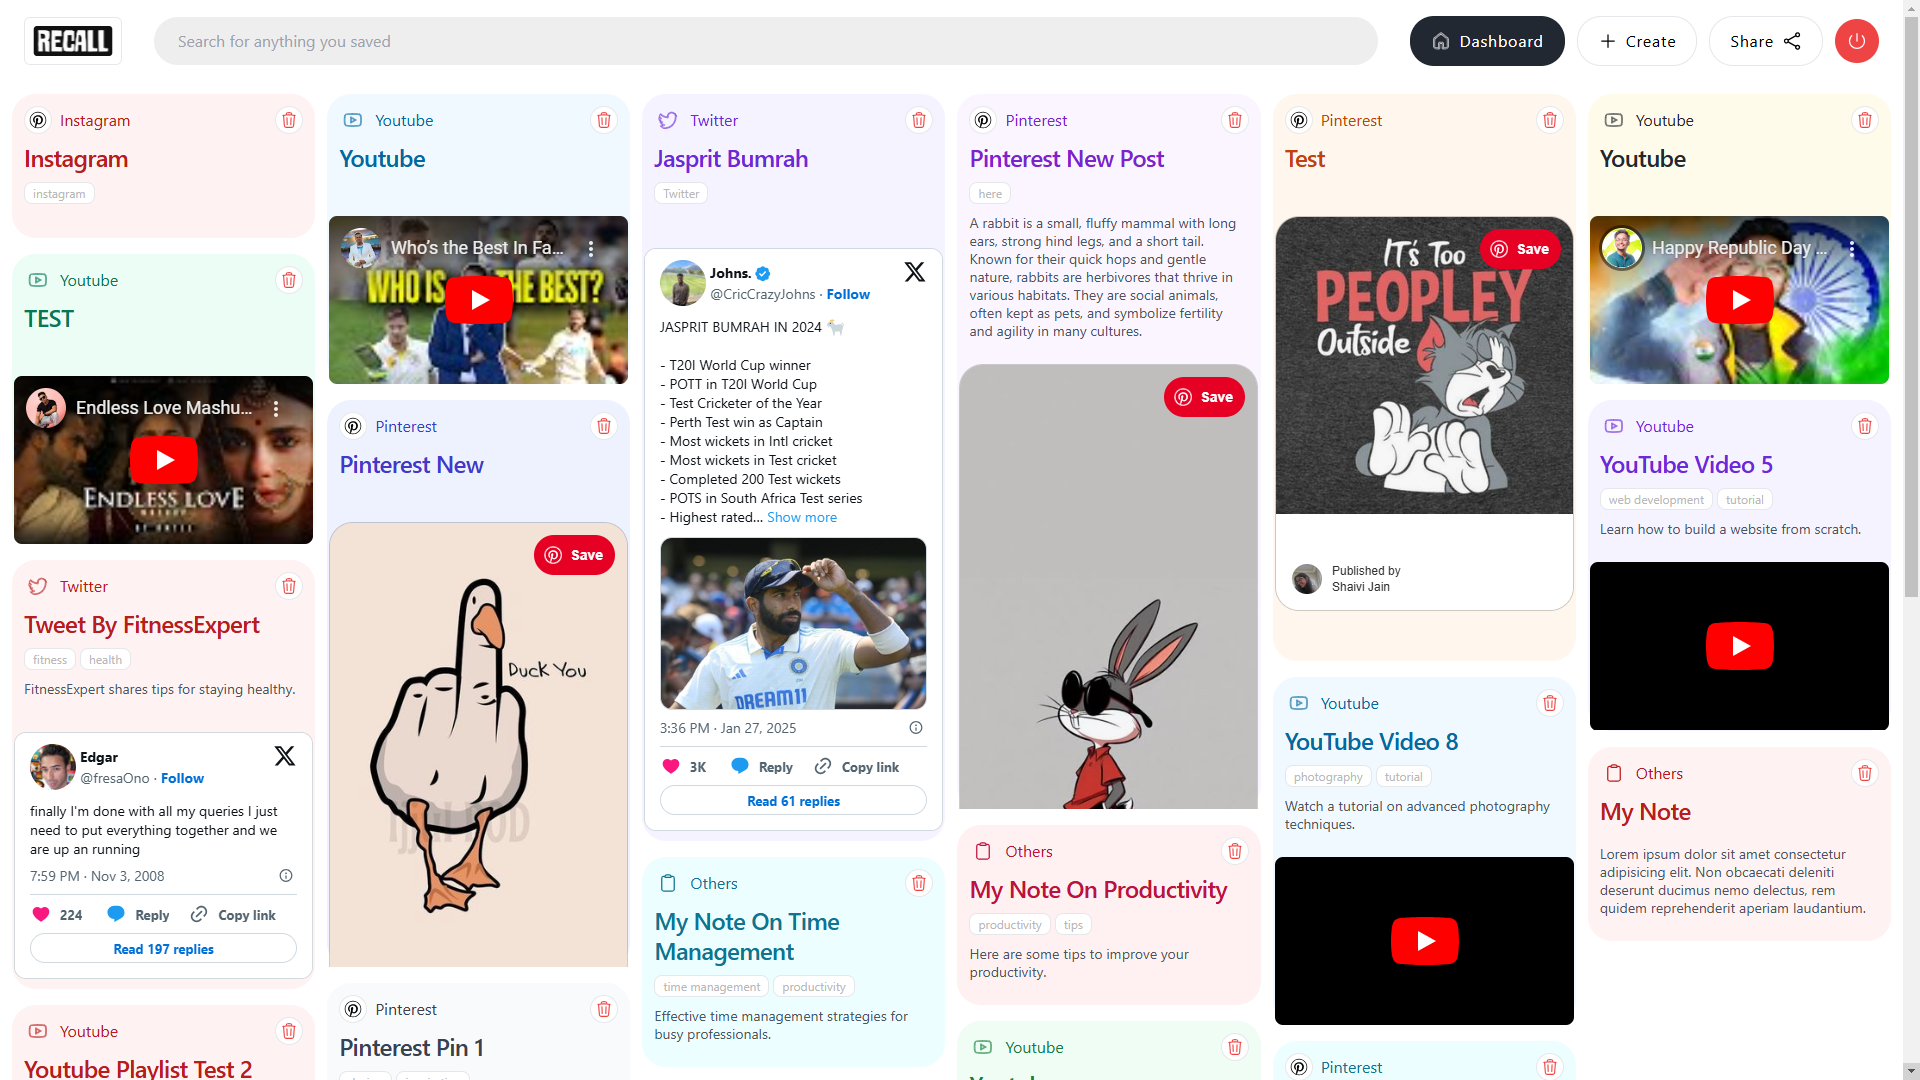 RECALL
Search for anything you saved
Dashboard
Create
Share
Instagram
Instagram
instagram
Youtube
TEST
Endless Love Mashu...
ENDLESS LOVE
Twitter
Tweet By FitnessExpert
fitness
health
FitnessExpert shares tips for staying healthy.
Edgar
@fresaOno · Follow
finally I'm done with all my queries I just
need to put everything together and we
are up an running
7:59 PM · Nov 3, 2008
224
Reply
Copy link
Read 197 replies
Youtube
Youtube Playlist Test 2
Youtube
Youtube
Who's the Best In Fa...
WHO IS THE BEST?
Pinterest
Pinterest New
Save
Duck You
Pinterest
Pinterest Pin 1
Twitter
Jasprit Bumrah
Twitter
Johns.
@CricCrazyJohns · Follow
JASPRIT BUMRAH IN 2024 🐐
- T20I World Cup winner
- POTT in T20I World Cup
- Test Cricketer of the Year
- Perth Test win as Captain
- Most wickets in Intl cricket
- Most wickets in Test cricket
- Completed 200 Test wickets
- POTS in South Africa Test series
- Highest rated... Show more
DREAM11
3:36 PM · Jan 27, 2025
3K
Reply
Copy link
Read 61 replies
Others
My Note On Time
Management
time management
productivity
Effective time management strategies for
busy professionals.
Pinterest
Pinterest New Post
here
A rabbit is a small, fluffy mammal with long
ears, strong hind legs, and a short tail.
Known for their quick hops and gentle
nature, rabbits are herbivores that thrive in
various habitats. They are social animals,
often kept as pets, and symbolize fertility
and agility in many cultures.
Save
Others
My Note On Productivity
productivity
tips
Here are some tips to improve your
productivity.
Youtube
Pinterest
Test
Save
IT'S TOO
PEOPLEY
Outside
Published by
Shaivi Jain
Youtube
YouTube Video 8
photography
tutorial
Watch a tutorial on advanced photography
techniques.
Pinterest
Youtube
Youtube
Happy Republic Day ...
Youtube
YouTube Video 5
web development
tutorial
Learn how to build a website from scratch.
Others
My Note
Lorem ipsum dolor sit amet consectetur
adipisicing elit. Non obcaecati deleniti
deserunt ducimus nemo delectus, rem
quidem reprehenderit aperiam laudantium.